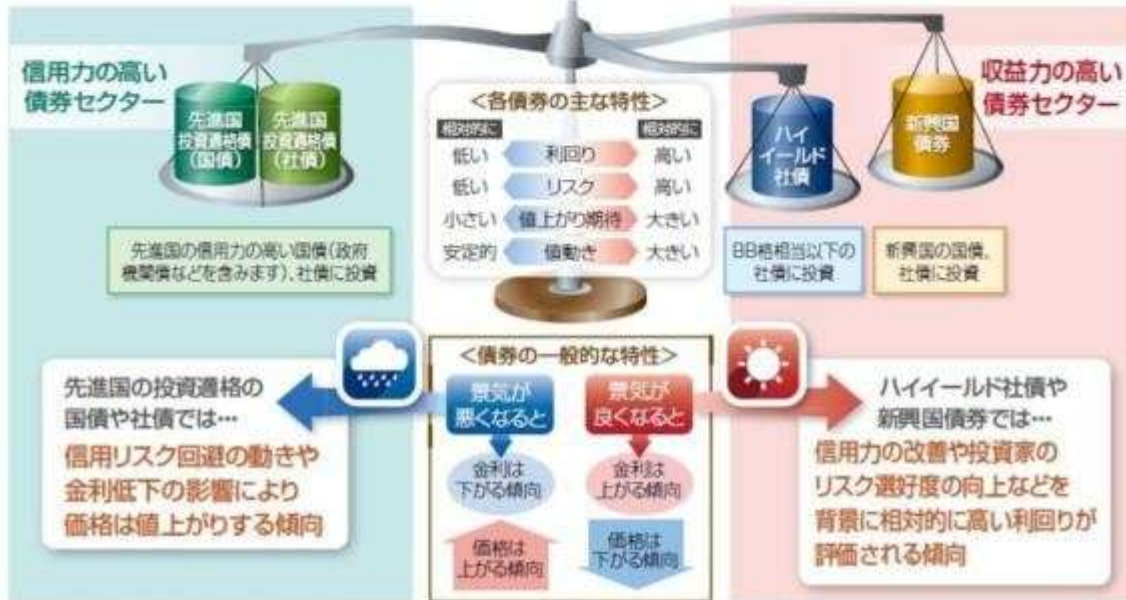 信用力の高い
債券セクター
先進国
投資適格債
(国債)
先進国
投資適格債
(社債)
先進国の信用力の高い国債(政府
機関債などを含みます)、社債に投資
<各債券の主な特性>
相対的に 相対的に
低い 利回り 高い
低い リスク 高い
小さい 値上がり期待 大きい
安定的 値動き 大きい
収益力の高い
債券セクター
ハイ
イールド
社債
新興国
債券
BB格相当以下の
社債に投資
新興国の国債、
社債に投資
<債券の一般的な特性>
景気が
悪くなると
金利は
下がる傾向
価格は
上がる傾向
景気が
良くなると
金利は
上がる傾向
価格は
下がる傾向
先進国の投資適格の
国債や社債では…
信用リスク回避の動きや
金利低下の影響により
価格は値上がりする傾向
ハイイールド社債や
新興国債券では…
信用力の改善や投資家の
リスク選好度の向上などを
背景に相対的に高い利回りが
評価される傾向